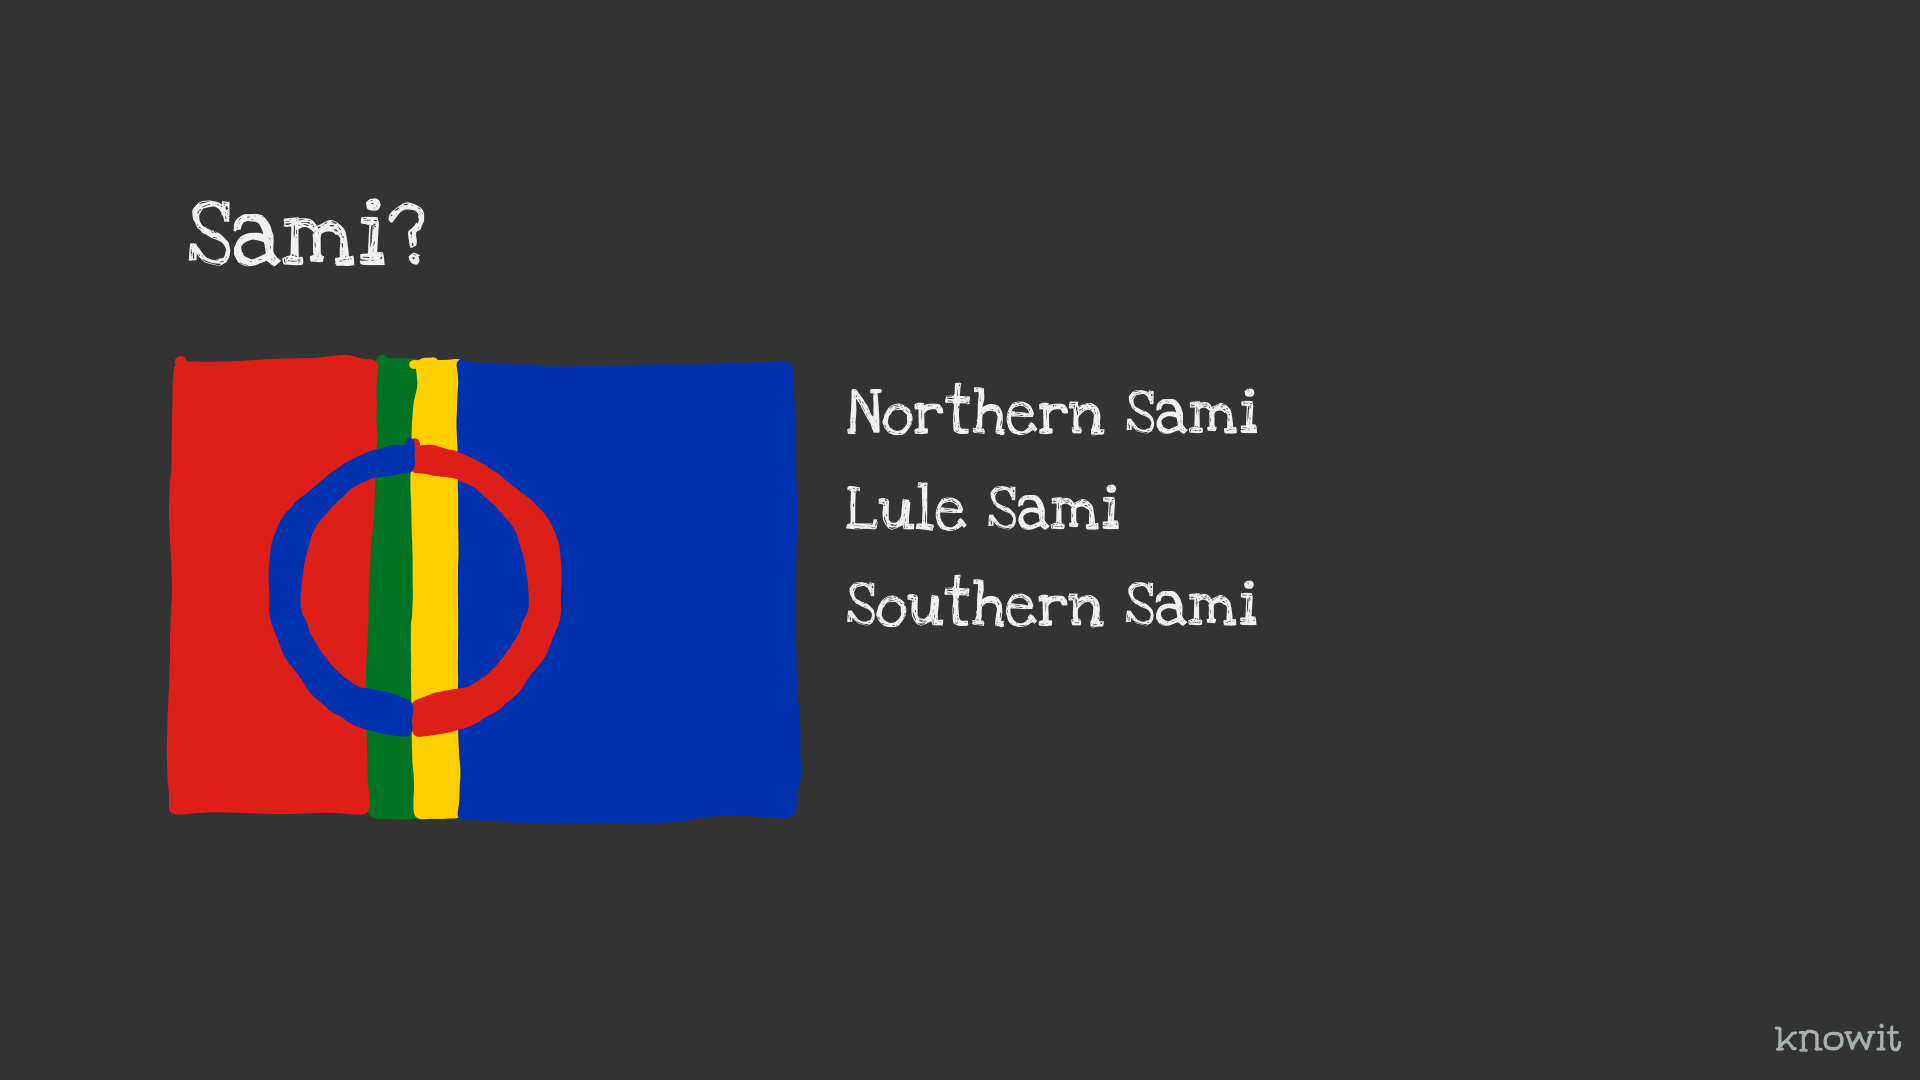 Sami?
Northern Sami
Lule Sami
Southern Sami
knowit